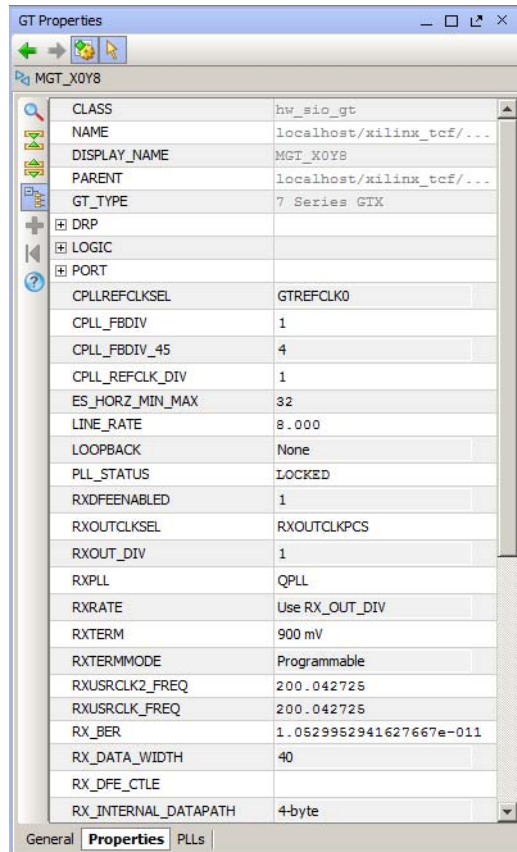 GT Properties
MGT_X0Y8
CLASS hw_sio_gt
NAME localhost/xilinx_tcf/...
DISPLAY_NAME MGT_X0Y8
PARENT localhost/xilinx_tcf/...
GT_TYPE 7 Series GTX
DRP
LOGIC
PORT
CPLLREFCLKSEL GTREFCLK0
CPLL_FBDIV 1
CPLL_FBDIV_45 4
CPLL_REFCLK_DIV 1
ES_HORZ_MIN_MAX 32
LINE_RATE 8.000
LOOPBACK None
PLL_STATUS LOCKED
RXDFEENABLED 1
RXOUTCLKSEL RXOUTCLKPCS
RXOUT_DIV 1
RXPLL QPLL
RXRATE Use RX_OUT_DIV
RXTERM 900 mV
RXTERMMODE Programmable
RXUSRCLK2_FREQ 200.042725
RXUSRCLK_FREQ 200.042725
RX_BER 1.0529952941627667e-011
RX_DATA_WIDTH 40
RX_DFE_CTLE
RX_INTERNAL_DATAPATH 4-byte
General Properties PLLs